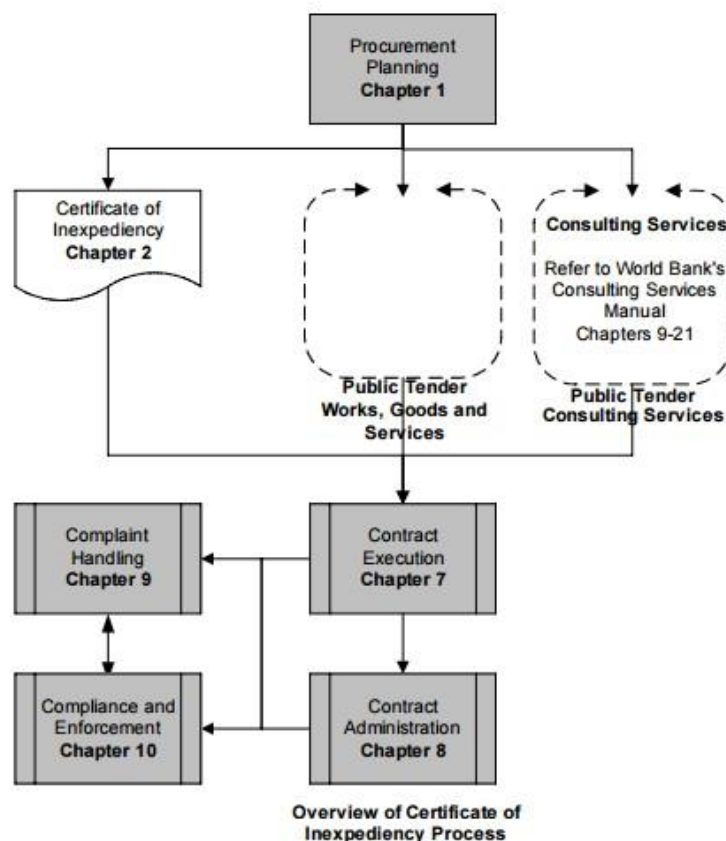 Procurement
Planning
Chapter 1
Certificate of
Inexpediency
Chapter 2
Consulting Services
Refer to World Bank's
Consulting Services
Manual
Chapters 9-21
Public Tender
Works, Goods and
Services
Public Tender
Consulting Services
Complaint
Handling
Chapter 9
Contract
Execution
Chapter 7
Compliance and
Enforcement
Chapter 10
Contract
Administration
Chapter 8
Overview of Certificate of
Inexpediency Process